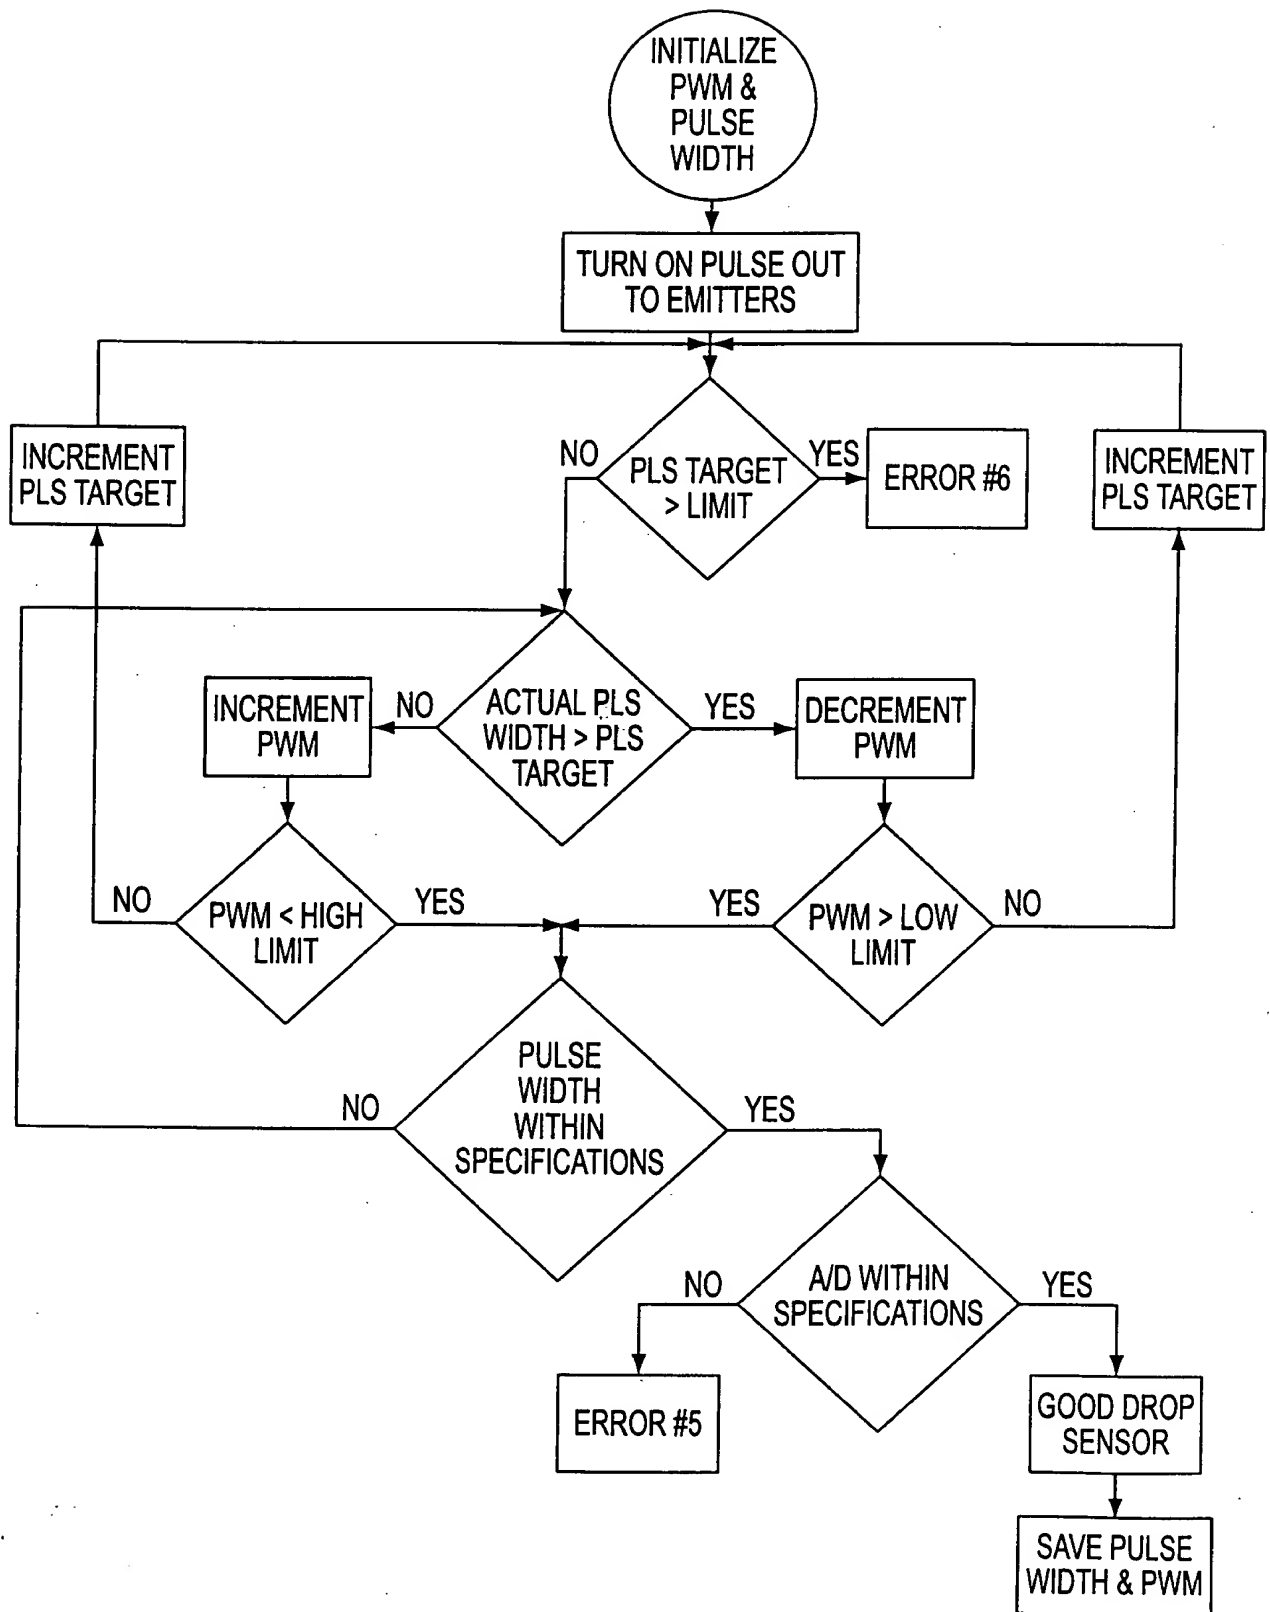 INITIALIZE
PWM &
PULSE
WIDTH
TURN ON PULSE OUT
TO EMITTERS
INCREMENT
PLS TARGET
NO
PLS TARGET
> LIMIT
YES
ERROR #6
INCREMENT
PLS TARGET
INCREMENT
PWM
NO
ACTUAL PLS
WIDTH > PLS
TARGET
YES
DECREMENT
PWM
NO
PWM < HIGH
LIMIT
YES
YES
PWM > LOW
LIMIT
NO
NO
PULSE
WIDTH
WITHIN
SPECIFICATIONS
YES
NO
A/D WITHIN
SPECIFICATIONS
YES
ERROR #5
GOOD DROP
SENSOR
SAVE PULSE
WIDTH & PWM